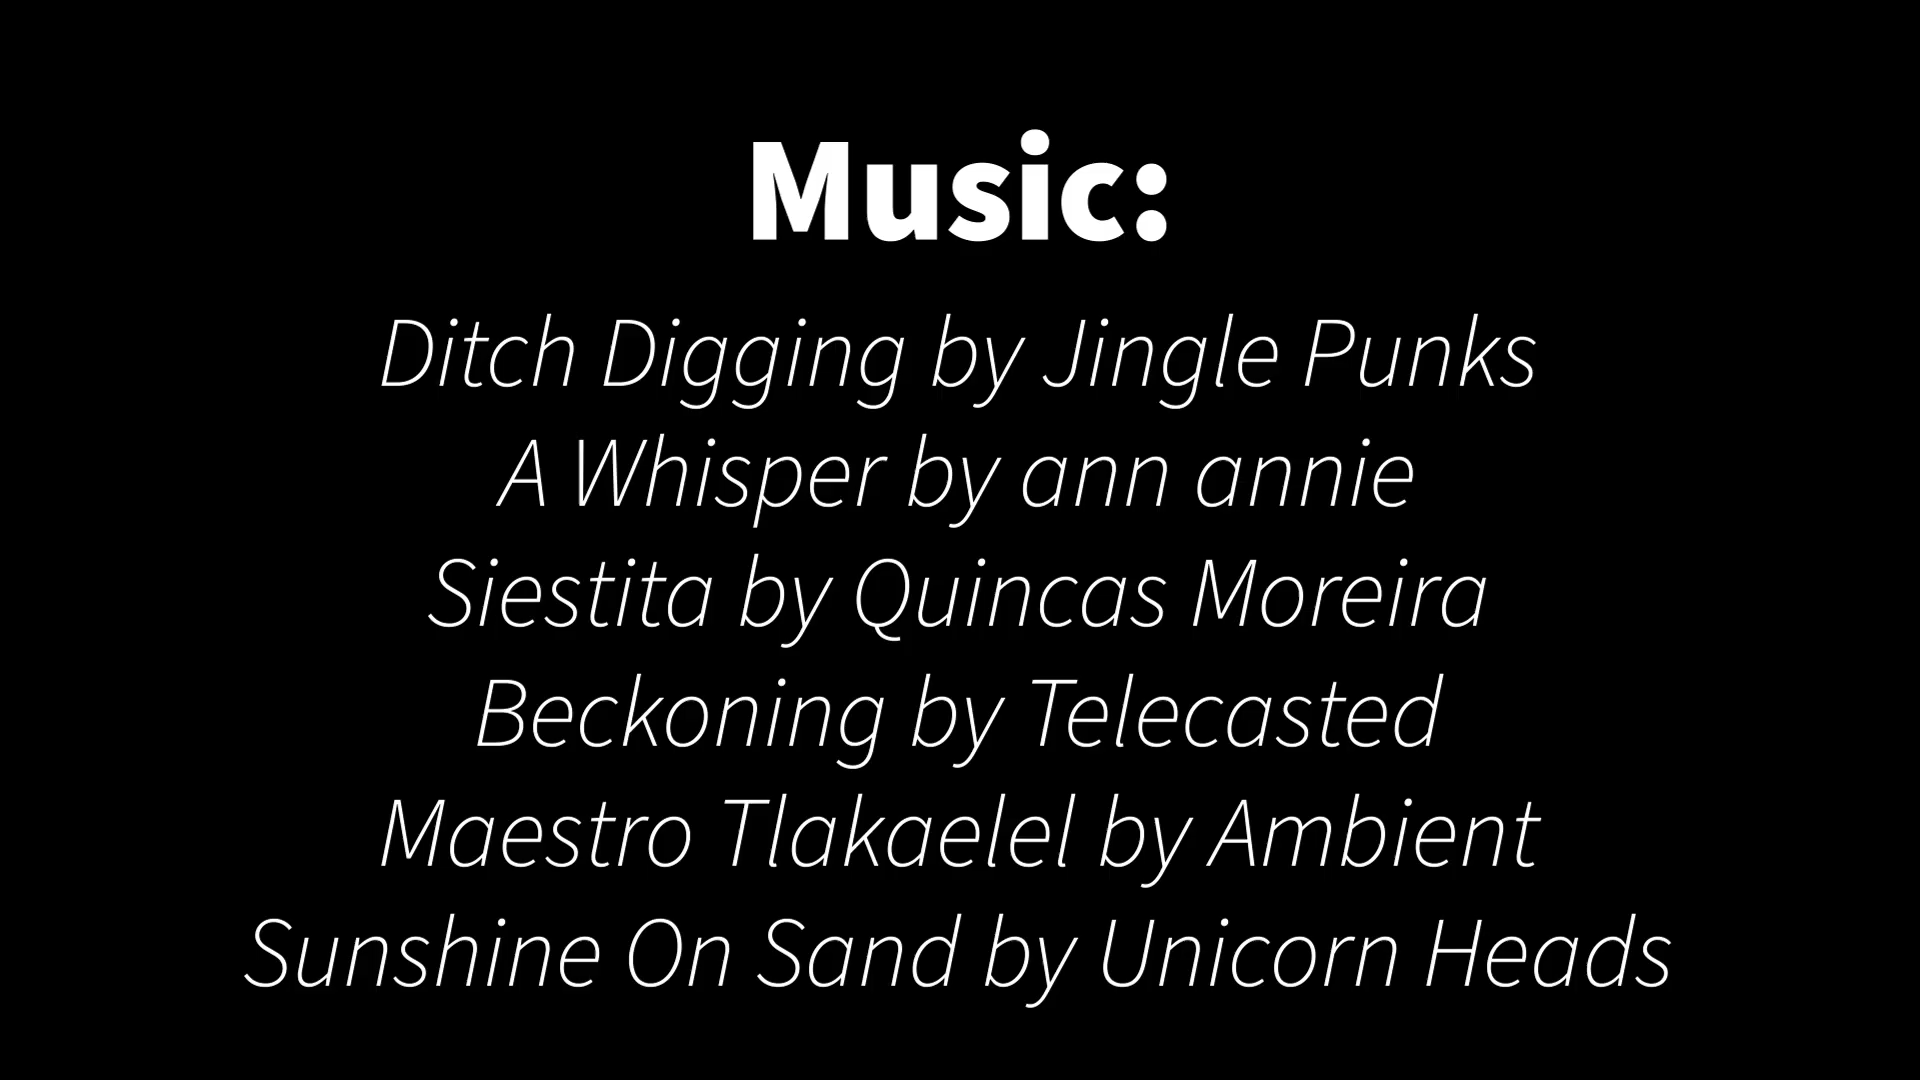 Music:
Ditch Digging by Jingle Punks
A Whisper by ann annie
Siestita by Quincas Moreira
Beckoning by Telecasted
Maestro Tlakaelel by Ambient
Sunshine On Sand by Unicorn Heads